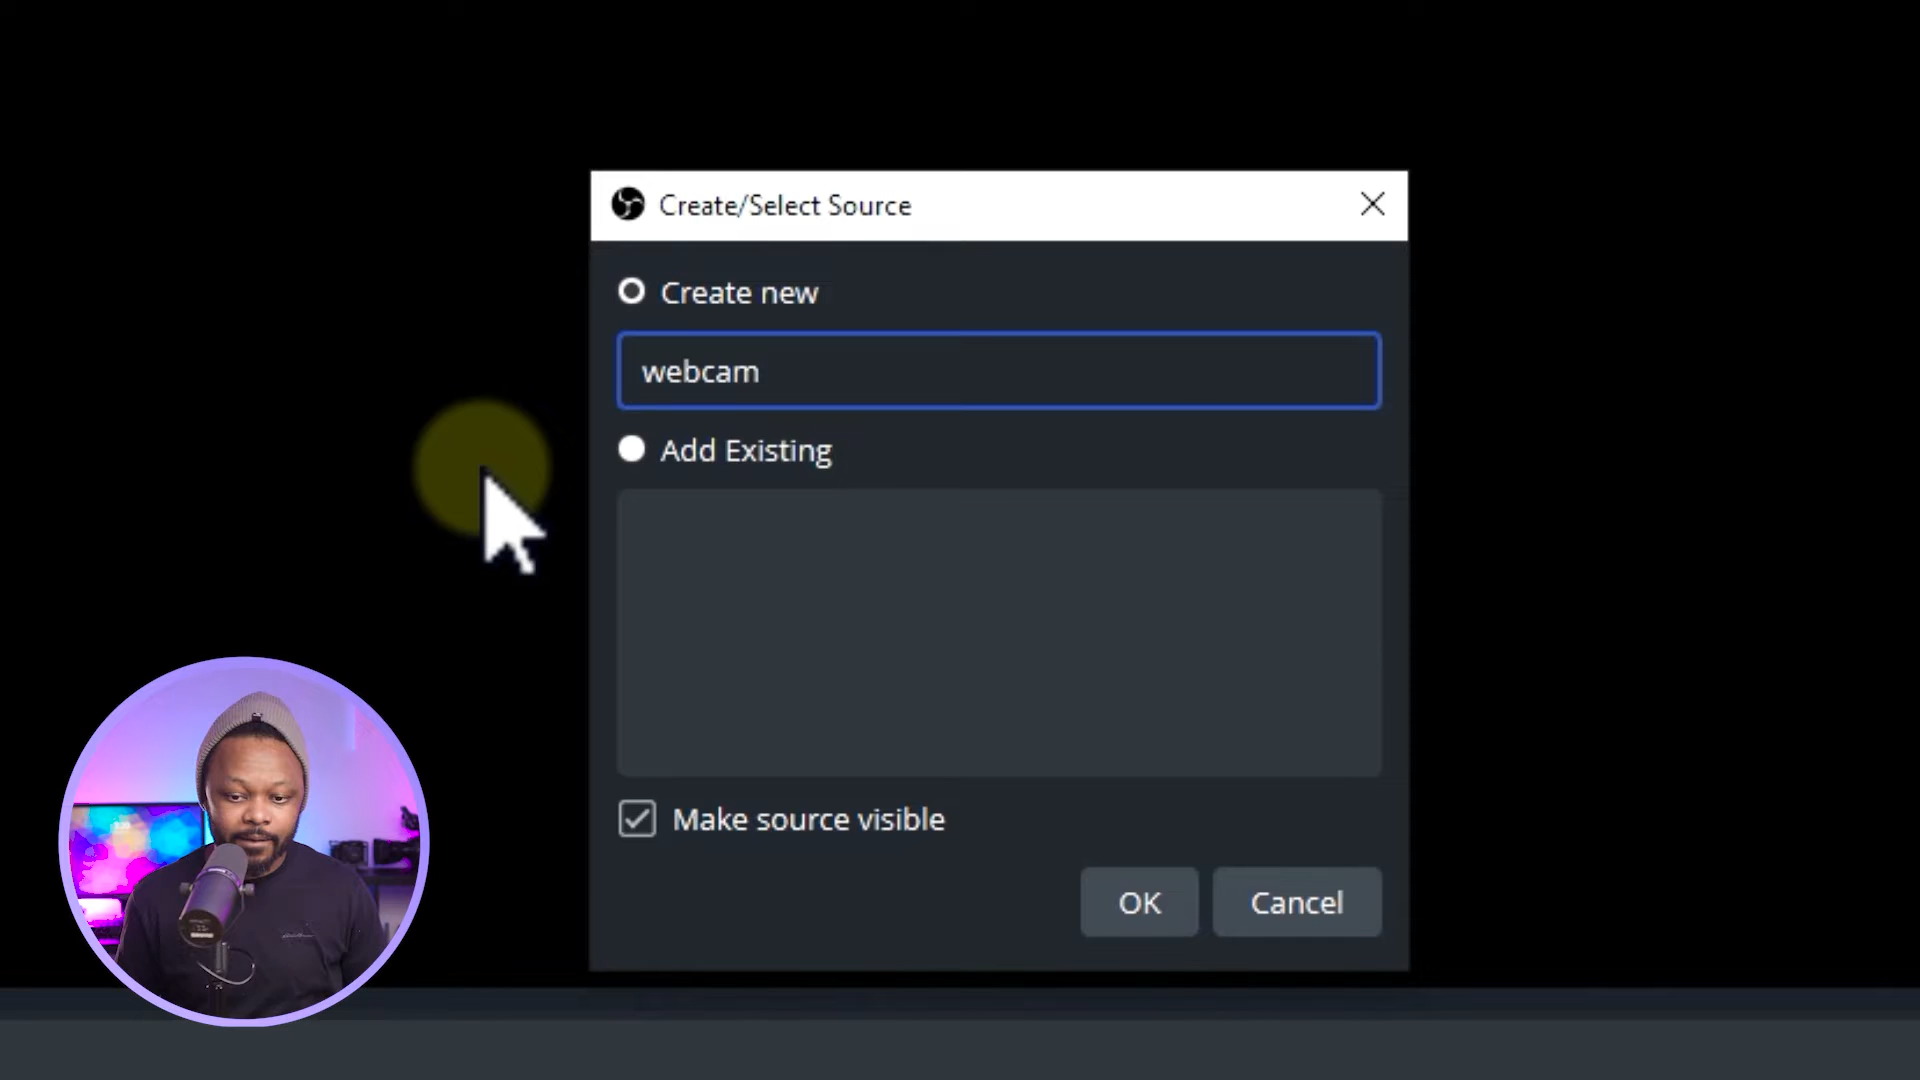 Create/Select Source
Create new
webcam
Add Existing
Make source visible
OK
Cancel